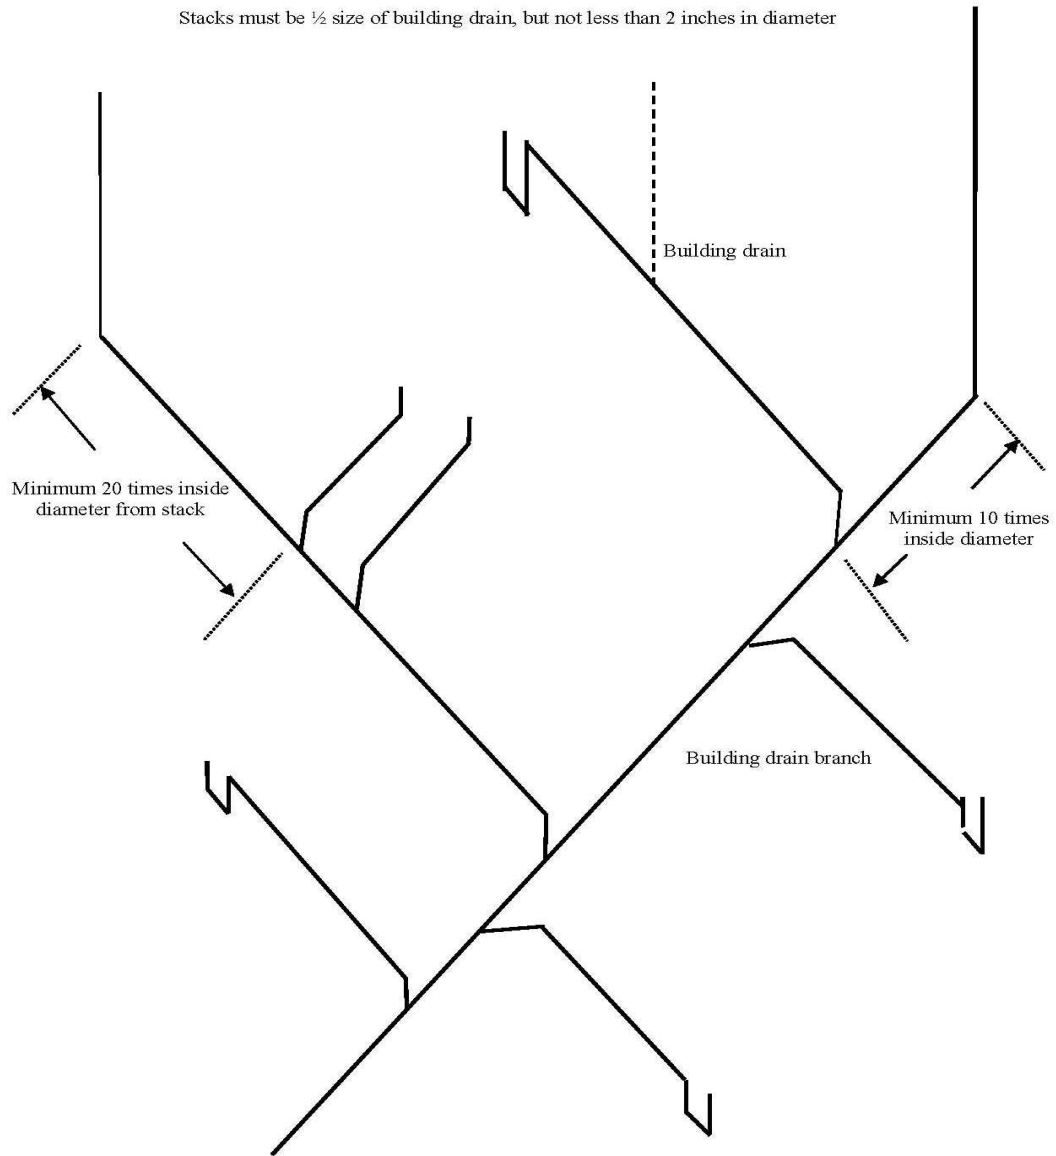 Stacks must be ½ size of building drain, but not less than 2 inches in diameter
Building drain
Minimum 20 times inside
diameter from stack
Minimum 10 times
inside diameter
Building drain branch